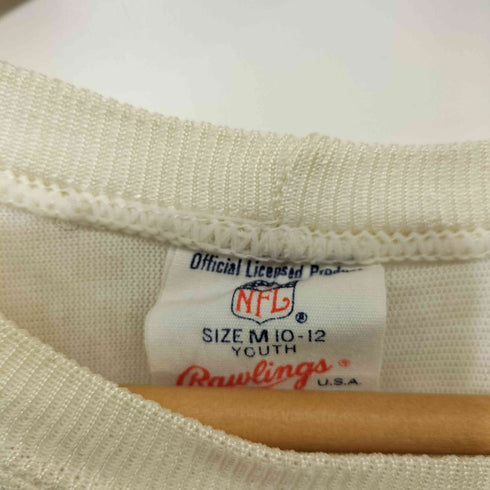 Official Licensed Product
NFL ®
SIZE M 10-12
YOUTH
Rawlings ®
U.S.A.